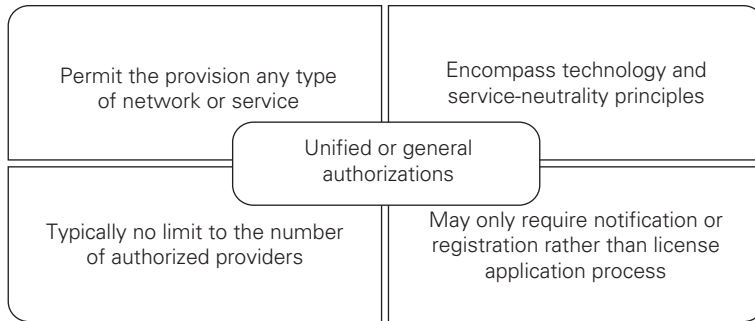 Permit the provision any type
of network or service
Encompass technology and
service-neutrality principles
Unified or general
authorizations
Typically no limit to the number
of authorized providers
May only require notification or
registration rather than license
application process